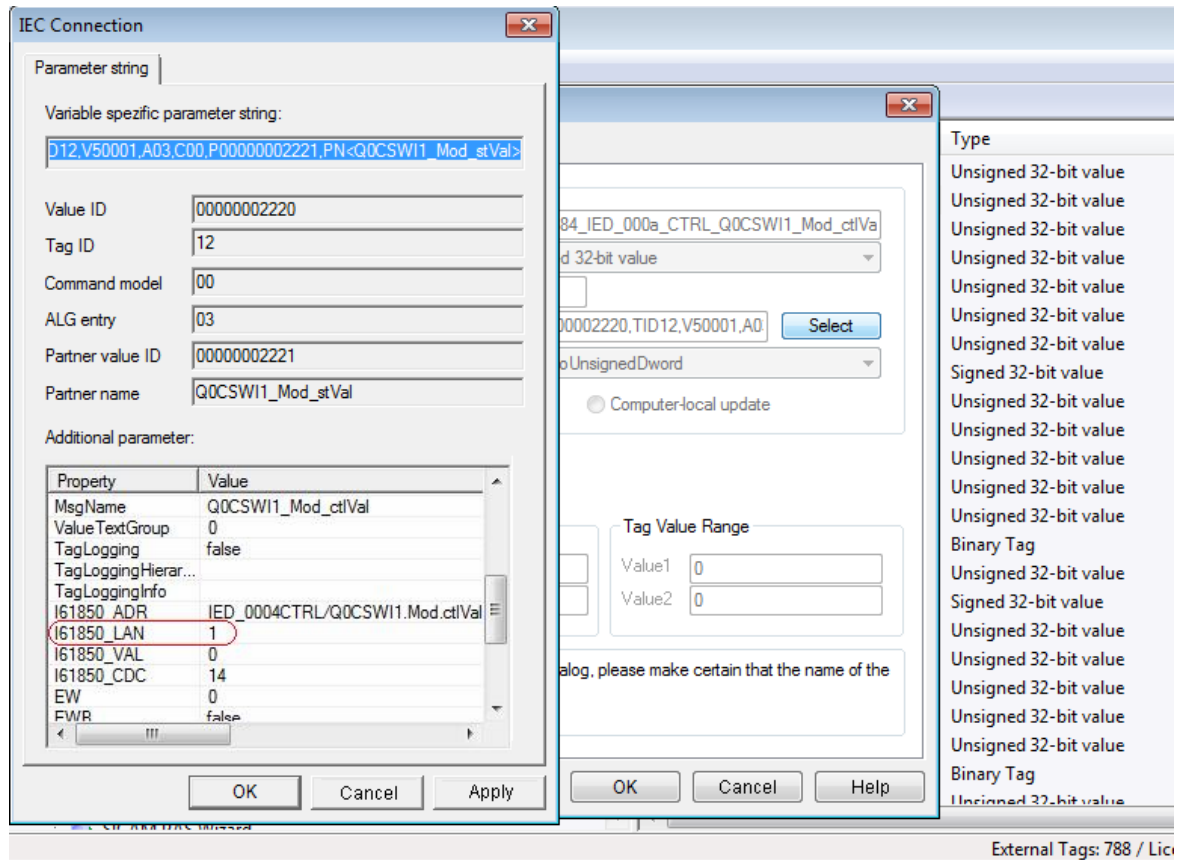 IEC Connection
Parameter string
Variable spezific parameter string:
D12,V50001,A03,C00,P00000002221,PN<Q0CSWI1_Mod_stVal>
Value ID 00000002220
Tag ID 12
Command model 00
ALG entry 03
Partner value ID 00000002221
Partner name Q0CSWI1_Mod_stVal
Additional parameter:
Property Value
MsgName Q0CSWI1_Mod_ctlVal
ValueTextGroup 0
TagLogging false
TagLoggingHierar...
TagLoggingInfo
I61850_ADR IED_0004CTRL/Q0CSWI1.Mod.ctlVal
I61850_LAN 1
I61850_VAL 0
I61850_CDC 14
EW 0
EWR false
OK Cancel Apply
84_IED_000a_CTRL_Q0CSWI1_Mod_ctlVa
d 32-bit value
00002220,TID12,V50001,A0 Select
oUnsignedDword
Computer-local update
Tag Value Range
Value1 0
Value2 0
alog, please make certain that the name of the
OK Cancel Help
Type
Unsigned 32-bit value
Unsigned 32-bit value
Unsigned 32-bit value
Unsigned 32-bit value
Unsigned 32-bit value
Unsigned 32-bit value
Unsigned 32-bit value
Signed 32-bit value
Unsigned 32-bit value
Unsigned 32-bit value
Unsigned 32-bit value
Unsigned 32-bit value
Unsigned 32-bit value
Binary Tag
Unsigned 32-bit value
Signed 32-bit value
Unsigned 32-bit value
Unsigned 32-bit value
Unsigned 32-bit value
Unsigned 32-bit value
Unsigned 32-bit value
Binary Tag
Unsigned 32-bit value
SICAM PAS Wizard
External Tags: 788 / Lic